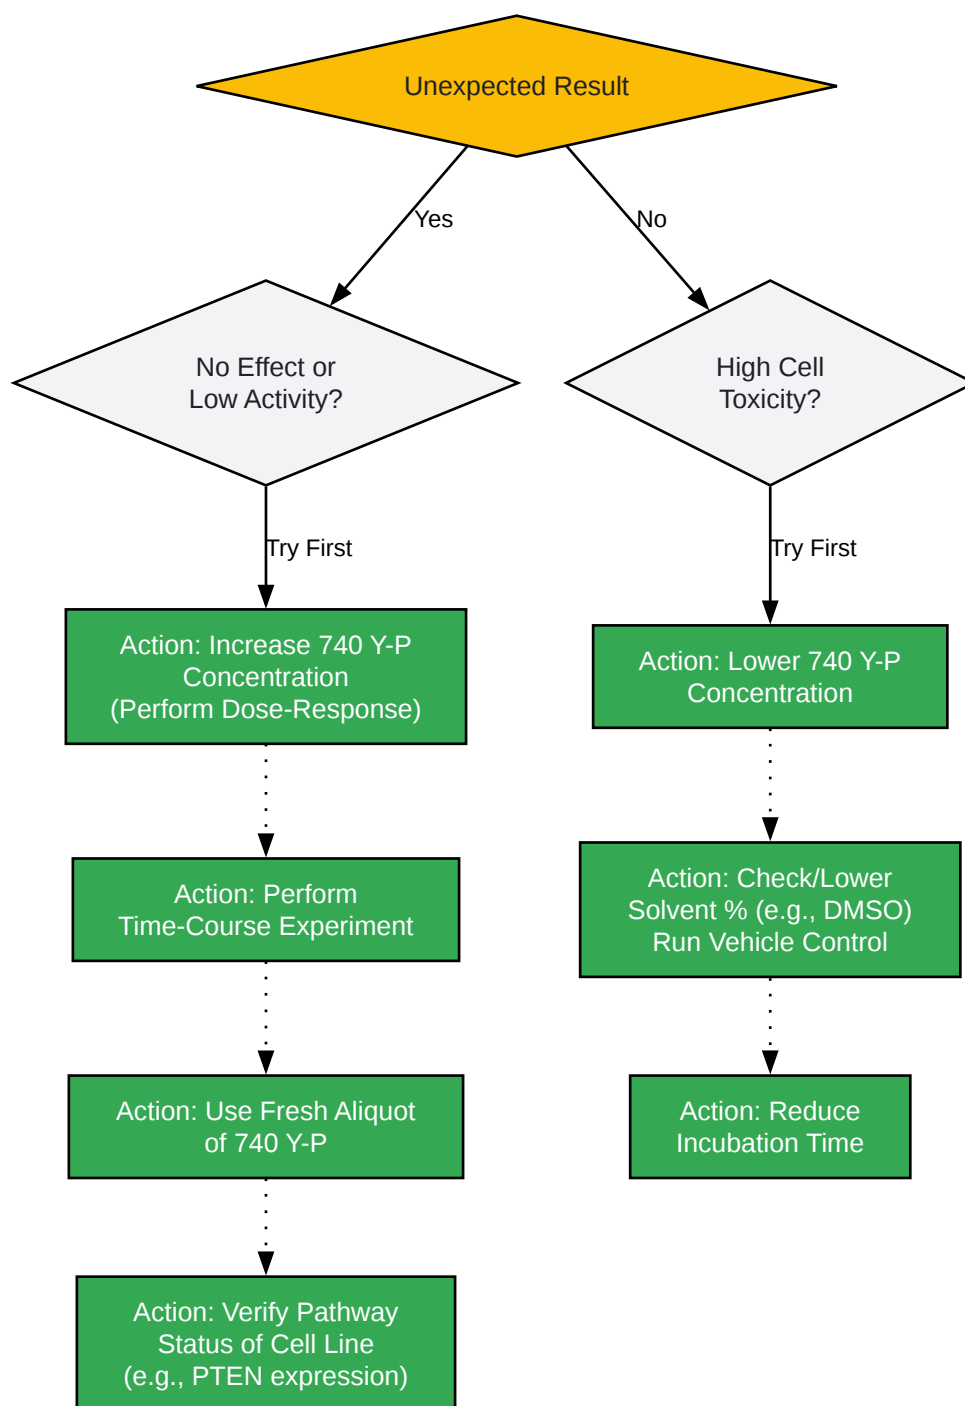 Unexpected Result
Yes
No
No Effect or
Low Activity?
High Cell
Toxicity?
Try First
Try First
Action: Increase 740 Y-P
Concentration
(Perform Dose-Response)
Action: Lower 740 Y-P
Concentration
Action: Perform
Time-Course Experiment
Action: Check/Lower
Solvent % (e.g., DMSO)
Run Vehicle Control
Action: Use Fresh Aliquot
of 740 Y-P
Action: Reduce
Incubation Time
Action: Verify Pathway
Status of Cell Line
(e.g., PTEN expression)